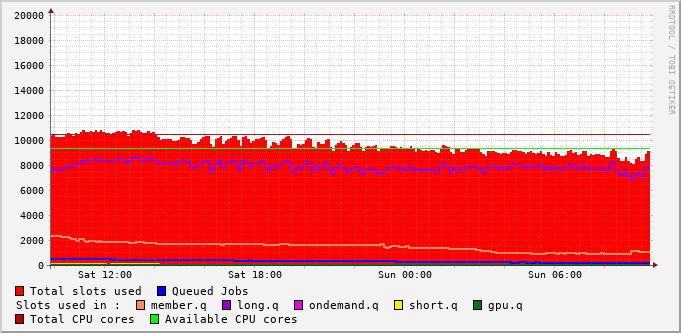 20000
18000
16000
14000
12000
10000
8000
6000
4000
2000
0
Sat 12:00 Sat 18:00 Sun 00:00 Sun 06:00
Total slots used Queued Jobs
Slots used in : member.q long.q ondemand.q short.q gpu.q
Total CPU cores Available CPU cores
RRDTOOL / TOBI OETIKER